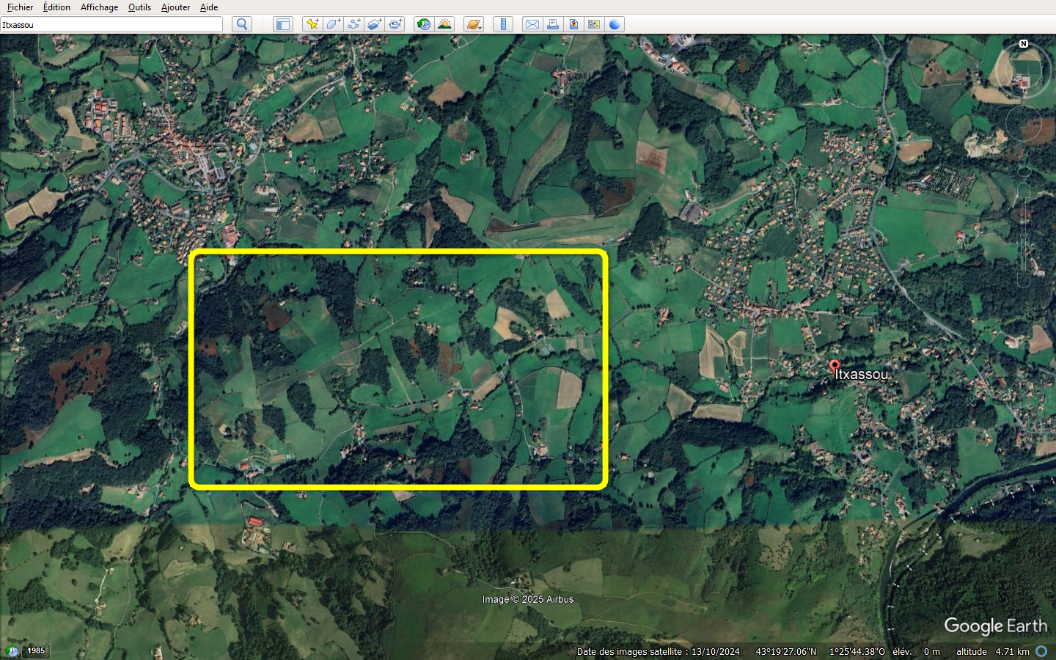 Fichier Édition Affichage Outils Ajouter Aide
Itxassou
N
Itxassou
Image © 2025 Airbus
Google Earth
1985 Date des images satellite : 13/10/2024 43°19'27.06"N 1°25'44.38"O élév. 0 m altitude 4.71 km